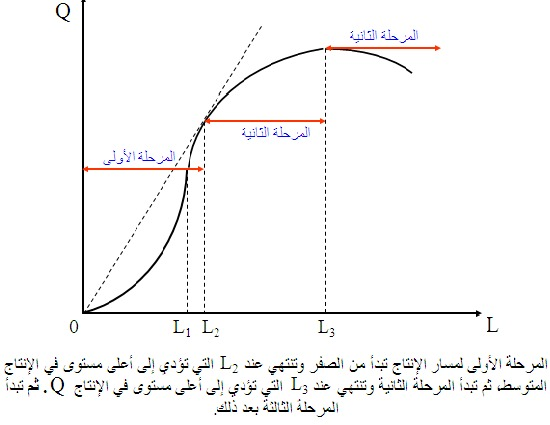 Q
المرحلة الثانية
المرحلة الثانية
المرحلة الأولى
0 L1 L2 L3 L
المرحلة الأولى لمسار الإنتاج تبدأ من الصفر وتنتهي عند L2 التي تؤدي إلى أعلى مستوى في الإنتاج
المتوسط، ثم تبدأ المرحلة الثانية وتنتهي عند L3 التي تؤدي إلى أعلى مستوى في الإنتاج Q. ثم تبدأ
المرحلة الثالثة بعد ذلك.